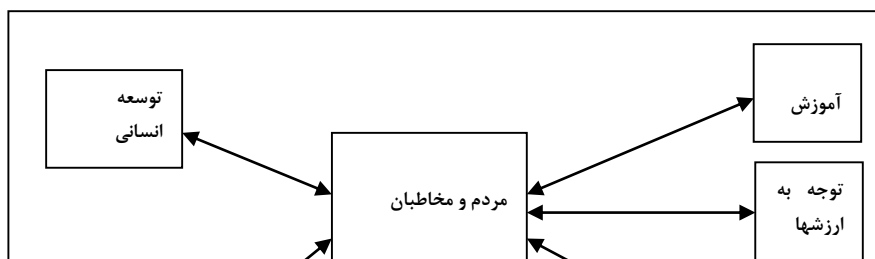 آموزش
توسعه
انسانی
توجه به
ارزشها
مردم و مخاطبان